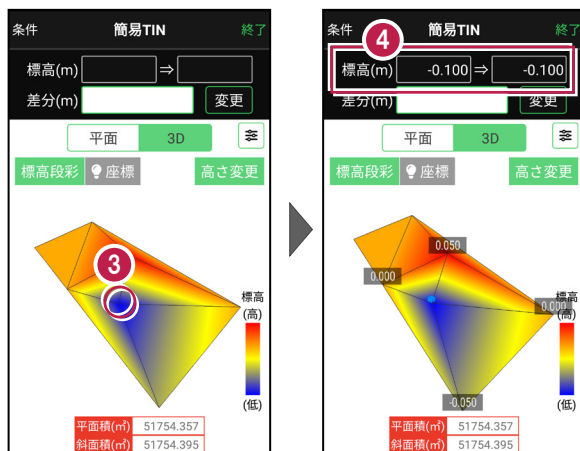 条件 簡易TIN 終了
標高(m) ⇒
差分(m) 変更
平面 3D
標高段彩 座標 高さ変更
3
標高
(高)
(低)
平面積(㎡) 51754.357
斜面積(㎡) 51754.395
条件 簡易TIN 終了
4
標高(m) -0.100 ⇒ -0.100
差分(m) 変更
平面 3D
標高段彩 座標 高さ変更
0.050
0.000
標高
0.000
(高)
-0.050
(低)
平面積(㎡) 51754.357
斜面積(㎡) 51754.395